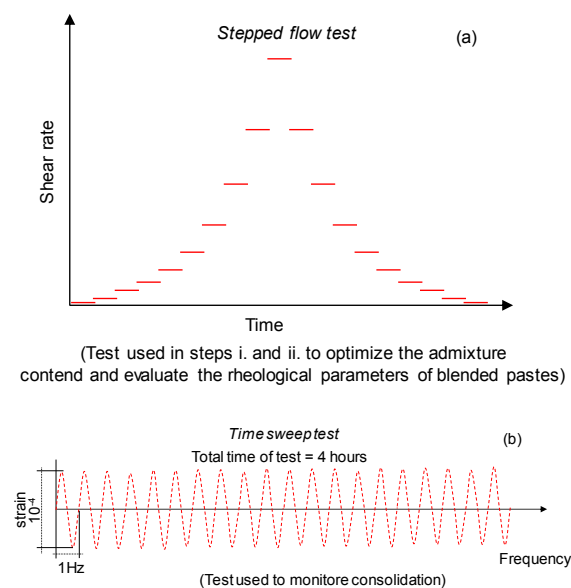 Stepped flow test
(a)
Shear rate
Time
(Test used in steps i. and ii. to optimize the admixture
contend and evaluate the rheological parameters of blended pastes)
Time sweep test
(b)
Total time of test = 4 hours
strain
10-4
1Hz
Frequency
(Test used to monitore consolidation)